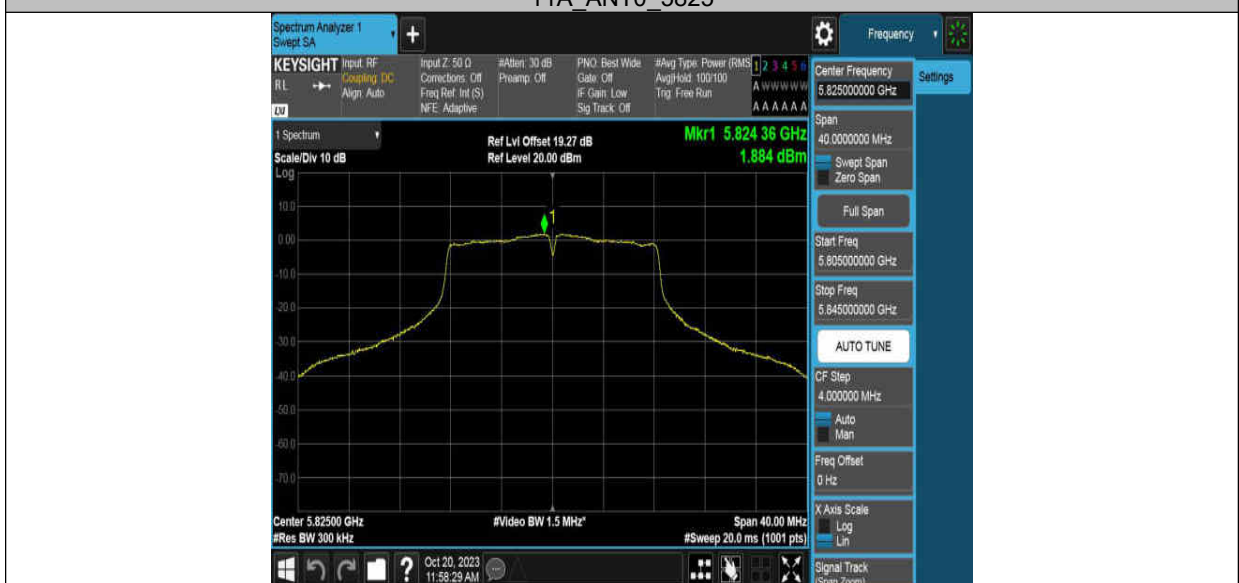 11A_ANT0_5825
Spectrum Analyzer 1
Swept SA
+
Frequency
KEYSIGHT
RL
LXI
Input: RF
Coupling: DC
Align: Auto
Input Z: 50 Ω
Corrections: Off
Freq Ref: Int (S)
NFE: Adaptive
#Atten: 30 dB
Preamp: Off
PNO: Best Wide
Gate: Off
IF Gain: Low
Sig Track: Off
#Avg Type: Power (RMS
Avg|Hold: 100/100
Trig: Free Run
1 2 3 4 5 6
A W W W W W
A A A A A A
Center Frequency
5.825000000 GHz
Settings
1 Spectrum
Scale/Div 10 dB
Log
Ref Lvl Offset 19.27 dB
Ref Level 20.00 dBm
Mkr1 5.824 36 GHz
1.884 dBm
Span
40.0000000 MHz
Swept Span
Zero Span
Full Span
Start Freq
5.805000000 GHz
Stop Freq
5.845000000 GHz
AUTO TUNE
CF Step
4.000000 MHz
Auto
Man
Freq Offset
0 Hz
X Axis Scale
Log
Lin
Signal Track
(Span Zoom)
10.0
0.00
-10.0
-20.0
-30.0
-40.0
-50.0
-60.0
-70.0
1
Center 5.82500 GHz
#Res BW 300 kHz
#Video BW 1.5 MHz*
Span 40.00 MHz
#Sweep 20.0 ms (1001 pts)
?
Oct 20, 2023
11:58:29 AM